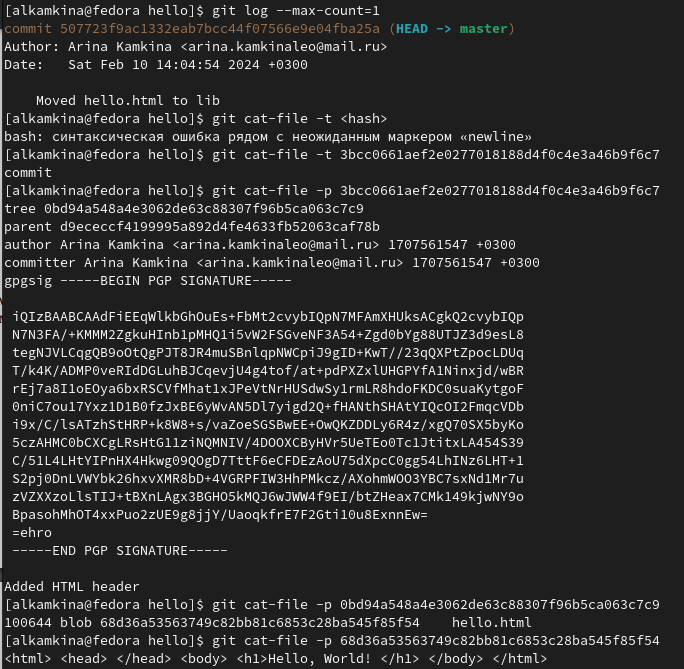 [alkamkina@fedora hello]$ git log --max-count=1
commit 507723f9ac1332eab7bcc44f07566e9e04fba25a (HEAD -> master)
Author: Arina Kamkina <arina.kamkinaleo@mail.ru>
Date:   Sat Feb 10 14:04:54 2024 +0300
    Moved hello.html to lib
[alkamkina@fedora hello]$ git cat-file -t <hash>
bash: синтаксическая ошибка рядом с неожиданным маркером «newline»
[alkamkina@fedora hello]$ git cat-file -t 3bcc0661aef2e0277018188d4f0c4e3a46b9f6c7
commit
[alkamkina@fedora hello]$ git cat-file -p 3bcc0661aef2e0277018188d4f0c4e3a46b9f6c7
tree 0bd94a548a4e3062de63c88307f96b5ca063c7c9
parent d9ececcf4199995a892d4fe4633fb52063caf78b
author Arina Kamkina <arina.kamkinaleo@mail.ru> 1707561547 +0300
committer Arina Kamkina <arina.kamkinaleo@mail.ru> 1707561547 +0300
gpgsig -----BEGIN PGP SIGNATURE-----
 iQIzBAABCAAdFiEEqWlkbGhOuEs+FbMt2cvybIQpN7MFAmXHUksACgkQ2cvybIQp
 N7N3FA/+KMMM2ZgkuHInb1pMHQ1i5vW2FSGveNF3A54+Zgd0bYg88UTJZ3d9esL8
 tegNJVLCqgQB9oOtQgPJT8JR4muSBnlqpNWCpiJ9gID+KwT//23qQXPtZpocLDUq
 T/k4K/ADMP0veRIdDGLuhBJCqevjU4g4tof/at+pdPXZxlUHGPYfA1Ninxjd/wBR
 rEj7a8I1oEOya6bxRSCVfMhat1xJPeVtNrHUSdwSy1rmLR8hdoFKDC0suaKytgoF
 0niC7ou17Yxz1D1B0fzJxBE6yWvAN5Dl7yigd2Q+fHANthSHAtYIQcOI2FmqcVDb
 i9x/C/lsATzhStHRP+k8W8+s/vaZoeSGSBwEE+OwQKZDDLy6R4z/xgQ70SX5byKo
 5czAHMC0bCXCgLRsHtG11ziNQMNIV/4DOOXCByHVr5UeTEo0Tc1JtitxLA454S39
 C/51L4LHtYIPnHX4Hkwg09QOgD7TttF6eCFDEzAoU75dXpcC0gg54LhINz6LHT+1
 S2pj0DnLVWYbk26hxvXMR8bD+4VGRPFIW3HhPMkcz/AXohmWOO3YBC7sxNd1Mr7u
 zVZXXzoLlsTIJ+tBXnLAgx3BGHO5kMQJ6wJWW4f9EI/btZHeax7CMk149kjwNY9o
 BpasohMhOT4xxPuo2zUE9g8jjY/UaoqkfrE7F2Gti10u8ExnnEw=
 =ehro
 -----END PGP SIGNATURE-----
Added HTML header
[alkamkina@fedora hello]$ git cat-file -p 0bd94a548a4e3062de63c88307f96b5ca063c7c9
100644 blob 68d36a53563749c82bb81c6853c28ba545f85f54    hello.html
[alkamkina@fedora hello]$ git cat-file -p 68d36a53563749c82bb81c6853c28ba545f85f54
<html> <head> </head> <body> <h1>Hello, World! </h1> </body> </html>